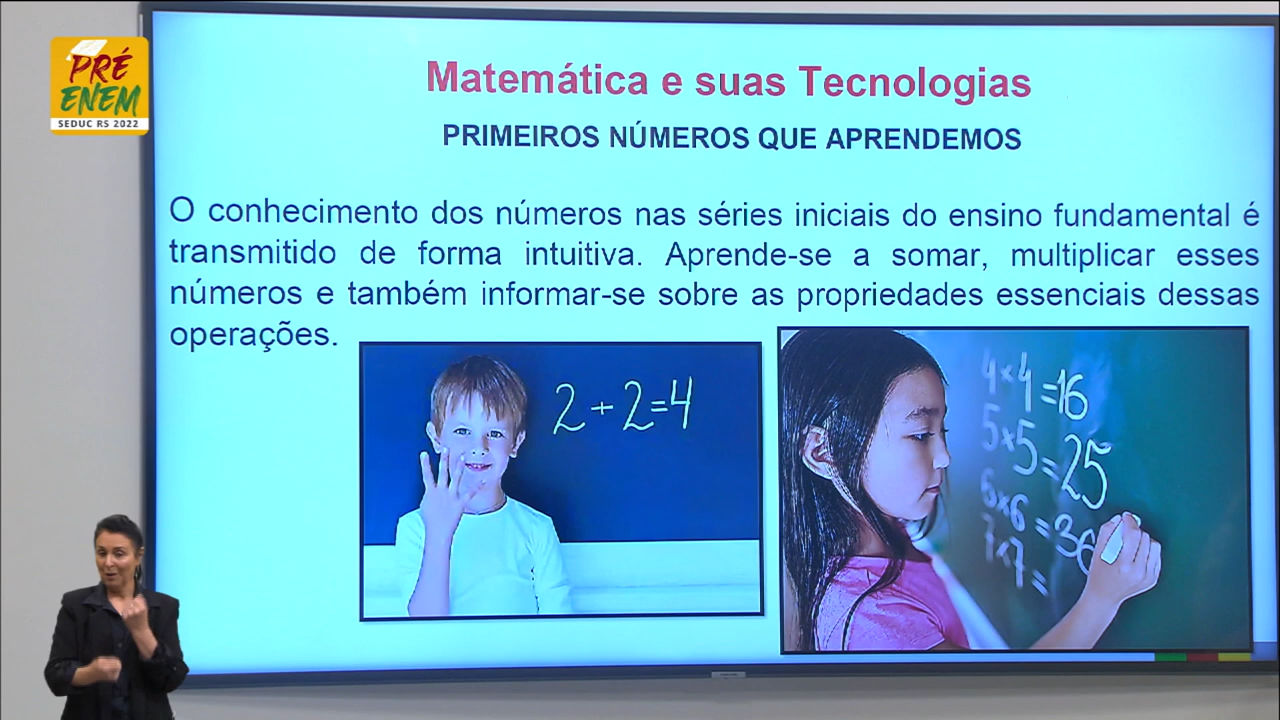 PRÉ
ENEM
SEDUC RS 2022
Matemática e suas Tecnologias
PRIMEIROS NÚMEROS QUE APRENDEMOS
O conhecimento dos números nas séries iniciais do ensino fundamental é
transmitido de forma intuitiva. Aprende-se a somar, multiplicar esses
números e também informar-se sobre as propriedades essenciais dessas
operações.
2+2=4
4×4=16
5×5=25
6×6=36
7×7=